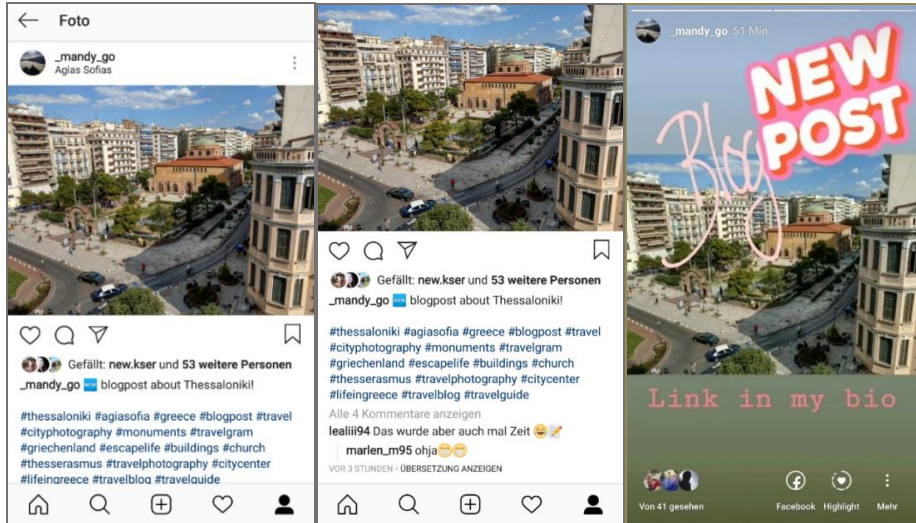 Foto
_mandy_go
Agias Sofias
Gefällt: new.kser und 53 weitere Personen
_mandy_go NEW blogpost about Thessaloniki!
#thessaloniki #agiasofia #greece #blogpost #travel
#cityphotography #monuments #travelgram
#griechenland #escapelife #buildings #church
#thesserasmus #travelphotography #citycenter
#lifeingreece #travelblog #travelguide
Gefällt: new.kser und 53 weitere Personen
_mandy_go NEW blogpost about Thessaloniki!
#thessaloniki #agiasofia #greece #blogpost #travel
#cityphotography #monuments #travelgram
#griechenland #escapelife #buildings #church
#thesserasmus #travelphotography #citycenter
#lifeingreece #travelblog #travelguide
Alle 4 Kommentare anzeigen
lealiii94 Das wurde aber auch mal Zeit 😂📝
marlen_m95 ohja😁😁
VOR 3 STUNDEN • ÜBERSETZUNG ANZEIGEN
_mandy_go 51 Min.
NEW
POST
Blog
Link in my bio
Von 41 gesehen
Facebook Highlight Mehr